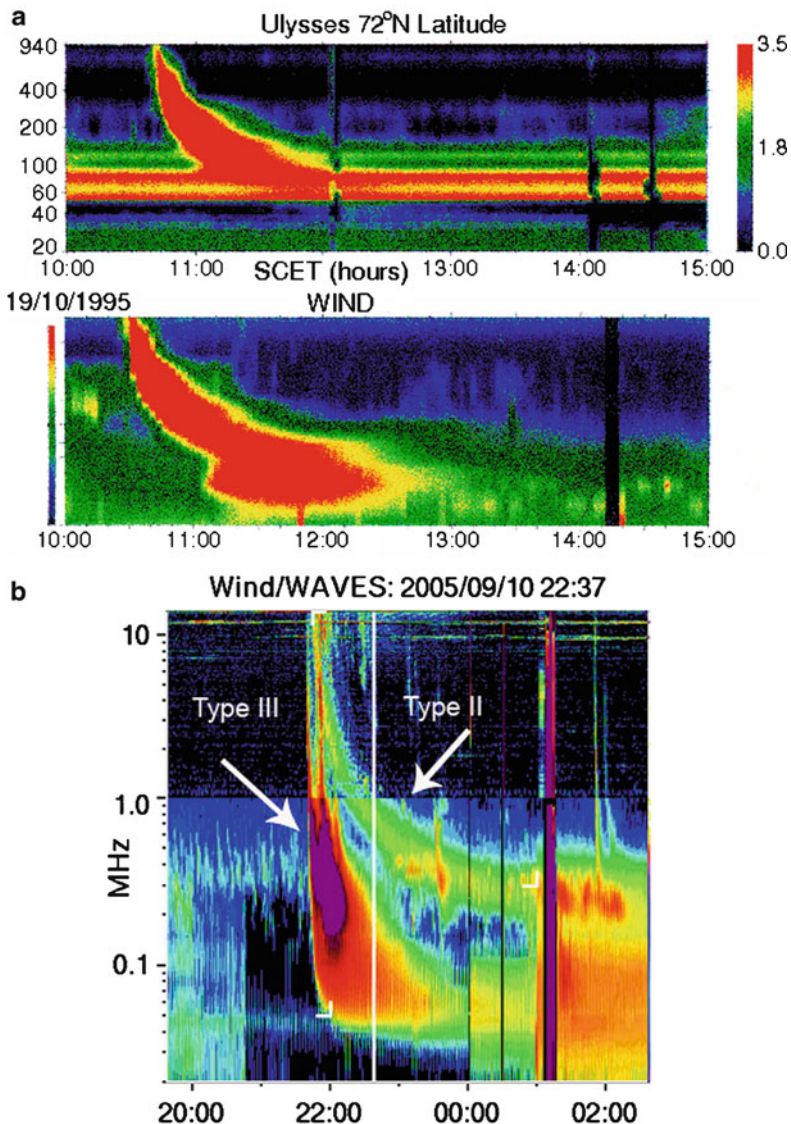 a
Ulysses 72°N Latitude
940
400
200
100
60
40
20
3.5
1.8
0.0
10:00 11:00 SCET (hours) 13:00 14:00 15:00
19/10/1995 WIND
10:00 11:00 12:00 13:00 14:00 15:00
b
Wind/WAVES: 2005/09/10 22:37
10
Type III
Type II
1.0
MHz
0.1
20:00 22:00 00:00 02:00